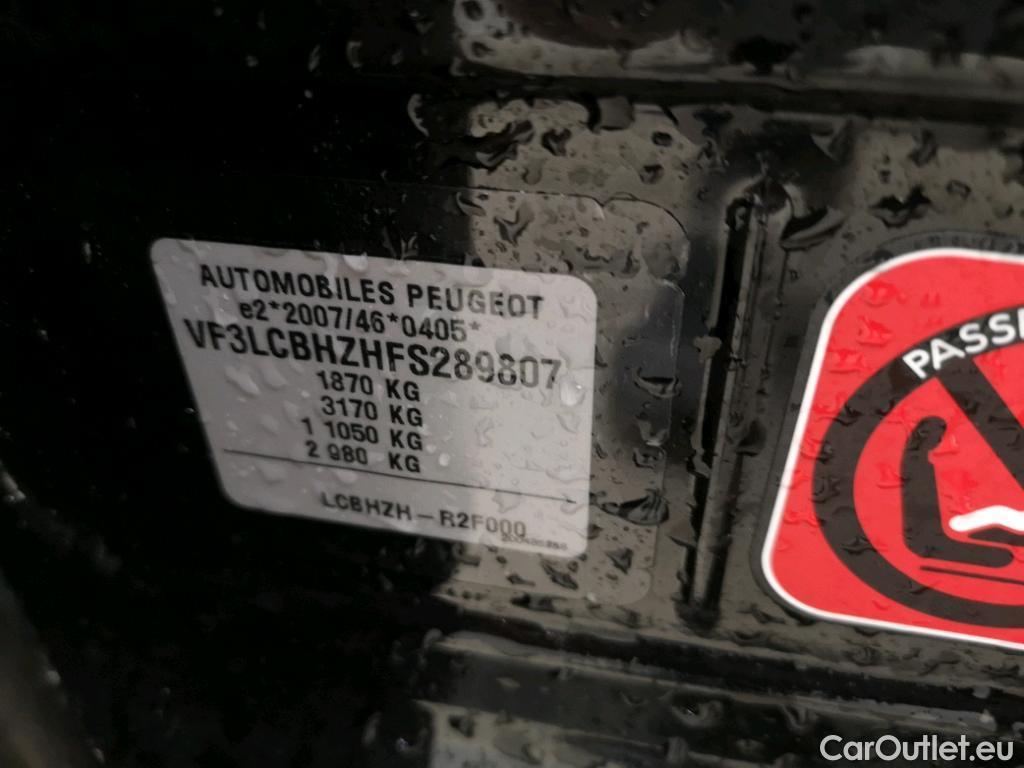 AUTOMOBILES PEUGEOT
e2*2007/46*0405*
VF3LCBHZHFS289807
1870 KG
3170 KG
1 1050 KG
2 980 KG
LCBHZH-R2F000
PASSE
CarOutlet.eu